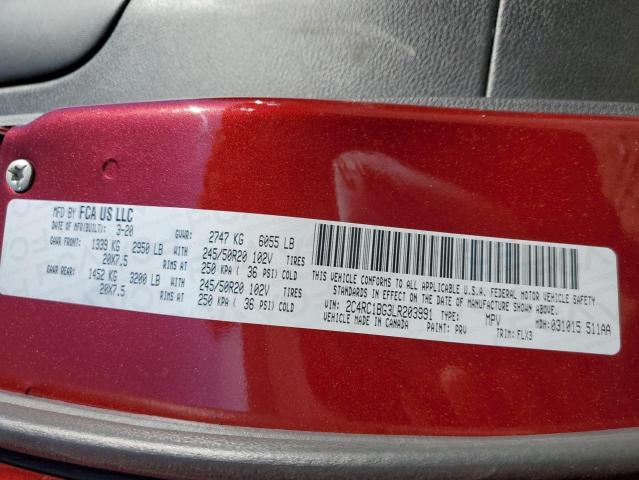 MFD BY FCA US LLC
DATE OF MFR(BUILT): 3-20 GVWR: 2747 KG 6055 LB
GAWR FRONT: 1339 KG 2950 LB WITH 245/50R20 102V TIRES
20X7.5 RIMS AT 250 KPA ( 36 PSI) COLD
GAWR REAR: 1452 KG 3200 LB WITH 245/50R20 102V TIRES
20X7.5 RIMS AT 250 KPA ( 36 PSI) COLD
THIS VEHICLE CONFORMS TO ALL APPLICABLE U.S.A. FEDERAL MOTOR VEHICLE SAFETY
STANDARDS IN EFFECT ON THE DATE OF MANUFACTURE SHOWN ABOVE.
VIN: 2C4RC1BG3LR203991 TYPE: MPV MDH: 031015 511AA
VEHICLE MADE IN CANADA PAINT: PRV TRIM: FLX3